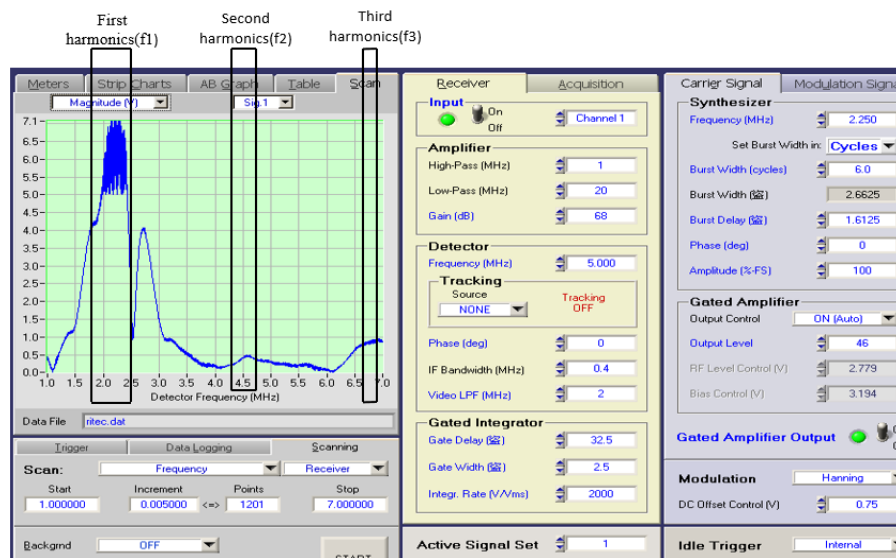 First
harmonics(f1)
Second
harmonics(f2)
Third
harmonics(f3)
Meters Strip Charts AB Graph Table Scan
Magnitude (V) Sig.1
7.1
6.5
6.0
5.5
5.0
4.5
4.0
3.5
3.0
2.5
2.0
1.5
1.0
0.5
0.0
1.0 1.5 2.0 2.5 3.0 3.5 4.0 4.5 5.0 5.5 6.0 6.5 7.0
Detector Frequency (MHz)
Data File ritec.dat
Trigger Data Logging Scanning
Scan: Frequency Receiver
Start Increment Points Stop
1.000000 0.005000 <=> 1201 7.000000
Backgrnd OFF START
Receiver Acquisition
Input On Off Channel 1
Amplifier
High-Pass (MHz) 1
Low-Pass (MHz) 20
Gain (dB) 68
Detector
Frequency (MHz) 5.000
Tracking
Source
NONE
Tracking
OFF
Phase (deg) 0
IF Bandwidth (MHz) 0.4
Video LPF (MHz) 2
Gated Integrator
Gate Delay 32.5
Gate Width 2.5
Integr. Rate (V/Vms) 2000
Active Signal Set 1
Carrier Signal Modulation Signa
Synthesizer
Frequency (MHz) 2.250
Set Burst Width in: Cycles
Burst Width (cycles) 6.0
Burst Width 2.6625
Burst Delay 1.6125
Phase (deg) 0
Amplitude (%-FS) 100
Gated Amplifier
Output Control ON (Auto)
Output Level 46
RF Level Control (V) 2.779
Bias Control (V) 3.194
Gated Amplifier Output
Modulation Hanning
DC Offset Control (V) 0.75
Idle Trigger Internal